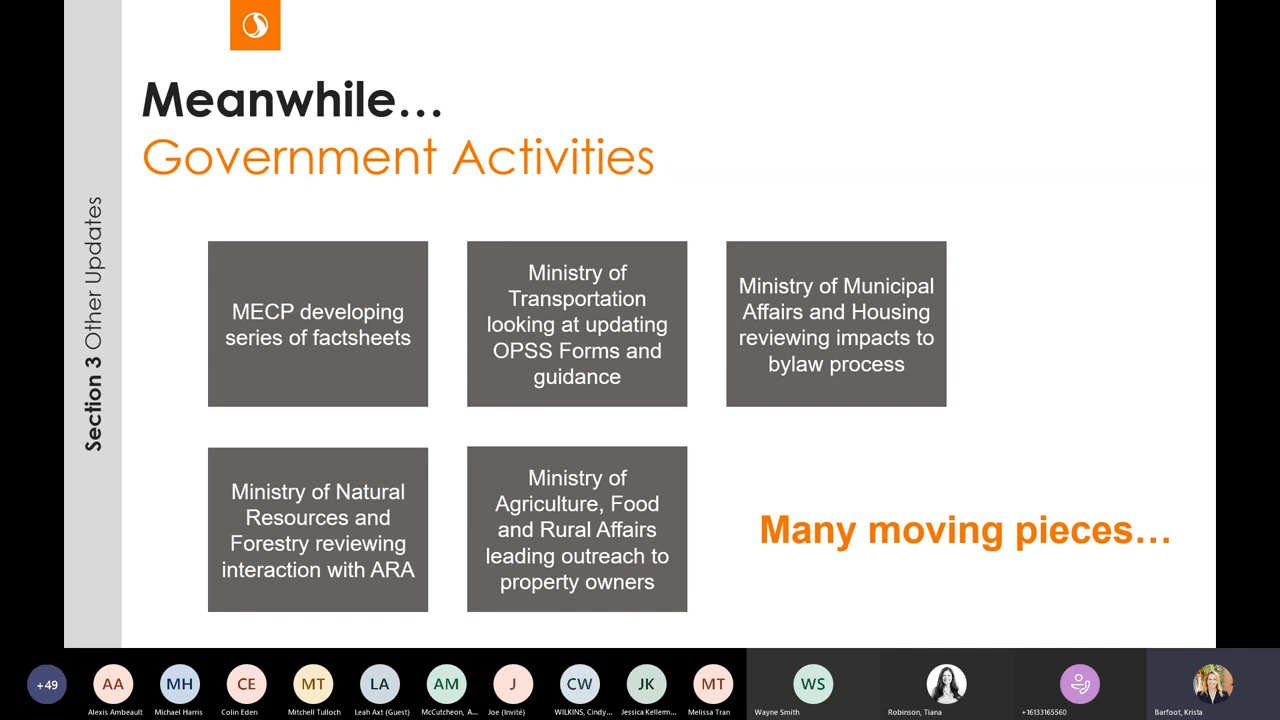 Meanwhile…
Government Activities
Section 3 Other Updates
MECP developing
series of factsheets
Ministry of
Transportation
looking at updating
OPSS Forms and
guidance
Ministry of Municipal
Affairs and Housing
reviewing impacts to
bylaw process
Ministry of Natural
Resources and
Forestry reviewing
interaction with ARA
Ministry of
Agriculture, Food
and Rural Affairs
leading outreach to
property owners
Many moving pieces…
+49
AA
MH
CE
MT
LA
AM
J
CW
JK
MT
WS
Alexis Ambeault
Michael Harris
Colin Eden
Mitchell Tulloch
Leah Axt (Guest)
McCutcheon, A...
Joe (Invité)
WILKINS, Cindy...
Jessica Kellem...
Melissa Tran
Wayne Smith
Robinson, Tiana
+16133165560
Barfoot, Krista